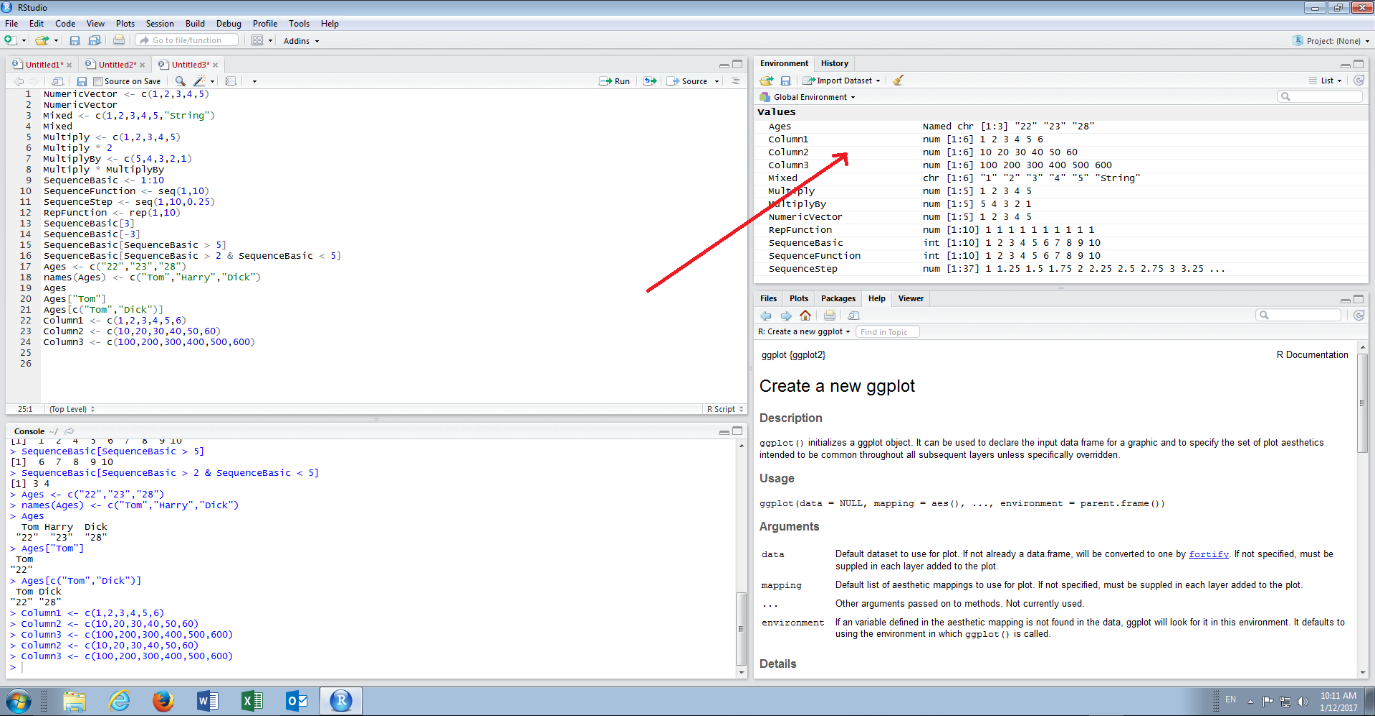 RStudio
File Edit Code View Plots Session Build Debug Profile Tools Help
Go to file/function Addins Project: (None)
Untitled1* Untitled2* Untitled3*
Source on Save Run Source
1 NumericVector <- c(1,2,3,4,5)
2 NumericVector
3 Mixed <- c(1,2,3,4,5,"String")
4 Mixed
5 Multiply <- c(1,2,3,4,5)
6 Multiply * 2
7 MultiplyBy <- c(5,4,3,2,1)
8 Multiply * MultiplyBy
9 SequenceBasic <- 1:10
10 SequenceFunction <- seq(1,10)
11 SequenceStep <- seq(1,10,0.25)
12 RepFunction <- rep(1,10)
13 SequenceBasic[3]
14 SequenceBasic[-3]
15 SequenceBasic[SequenceBasic > 5]
16 SequenceBasic[SequenceBasic > 2 & SequenceBasic < 5]
17 Ages <- c("22","23","28")
18 names(Ages) <- c("Tom","Harry","Dick")
19 Ages
20 Ages["Tom"]
21 Ages[c("Tom","Dick")]
22 Column1 <- c(1,2,3,4,5,6)
23 Column2 <- c(10,20,30,40,50,60)
24 Column3 <- c(100,200,300,400,500,600)
25
26
25:1 (Top Level) R Script
Console ~/
[1] 1 2 4 5 6 7 8 9 10
> SequenceBasic[SequenceBasic > 5]
[1] 6 7 8 9 10
> SequenceBasic[SequenceBasic > 2 & SequenceBasic < 5]
[1] 3 4
> Ages <- c("22","23","28")
> names(Ages) <- c("Tom","Harry","Dick")
> Ages
Tom Harry Dick
"22" "23" "28"
> Ages["Tom"]
Tom
"22"
> Ages[c("Tom","Dick")]
Tom Dick
"22" "28"
> Column1 <- c(1,2,3,4,5,6)
> Column2 <- c(10,20,30,40,50,60)
> Column3 <- c(100,200,300,400,500,600)
> Column2 <- c(10,20,30,40,50,60)
> Column3 <- c(100,200,300,400,500,600)
>
Environment History
Import Dataset List
Global Environment
Values
Ages Named chr [1:3] "22" "23" "28"
Column1 num [1:6] 1 2 3 4 5 6
Column2 num [1:6] 10 20 30 40 50 60
Column3 num [1:6] 100 200 300 400 500 600
Mixed chr [1:6] "1" "2" "3" "4" "5" "String"
Multiply num [1:5] 1 2 3 4 5
MultiplyBy num [1:5] 5 4 3 2 1
NumericVector num [1:5] 1 2 3 4 5
RepFunction num [1:10] 1 1 1 1 1 1 1 1 1 1
SequenceBasic int [1:10] 1 2 3 4 5 6 7 8 9 10
SequenceFunction int [1:10] 1 2 3 4 5 6 7 8 9 10
SequenceStep num [1:37] 1 1.25 1.5 1.75 2 2.25 2.5 2.75 3 3.25 ...
Files Plots Packages Help Viewer
R: Create a new ggplot Find in Topic
ggplot {ggplot2} R Documentation
Create a new ggplot
Description
ggplot() initializes a ggplot object. It can be used to declare the input data frame for a graphic and to specify the set of plot aesthetics
intended to be common throughout all subsequent layers unless specifically overridden.
Usage
ggplot(data = NULL, mapping = aes(), ..., environment = parent.frame())
Arguments
data Default dataset to use for plot. If not already a data.frame, will be converted to one by fortify. If not specified, must be
suppled in each layer added to the plot.
mapping Default list of aesthetic mappings to use for plot. If not specified, must be suppled in each layer added to the plot.
... Other arguments passed on to methods. Not currently used.
environment If an variable defined in the aesthetic mapping is not found in the data, ggplot will look for it in this environment. It defaults to
using the environment in which ggplot() is called.
Details
EN 10:11 AM
1/12/2017